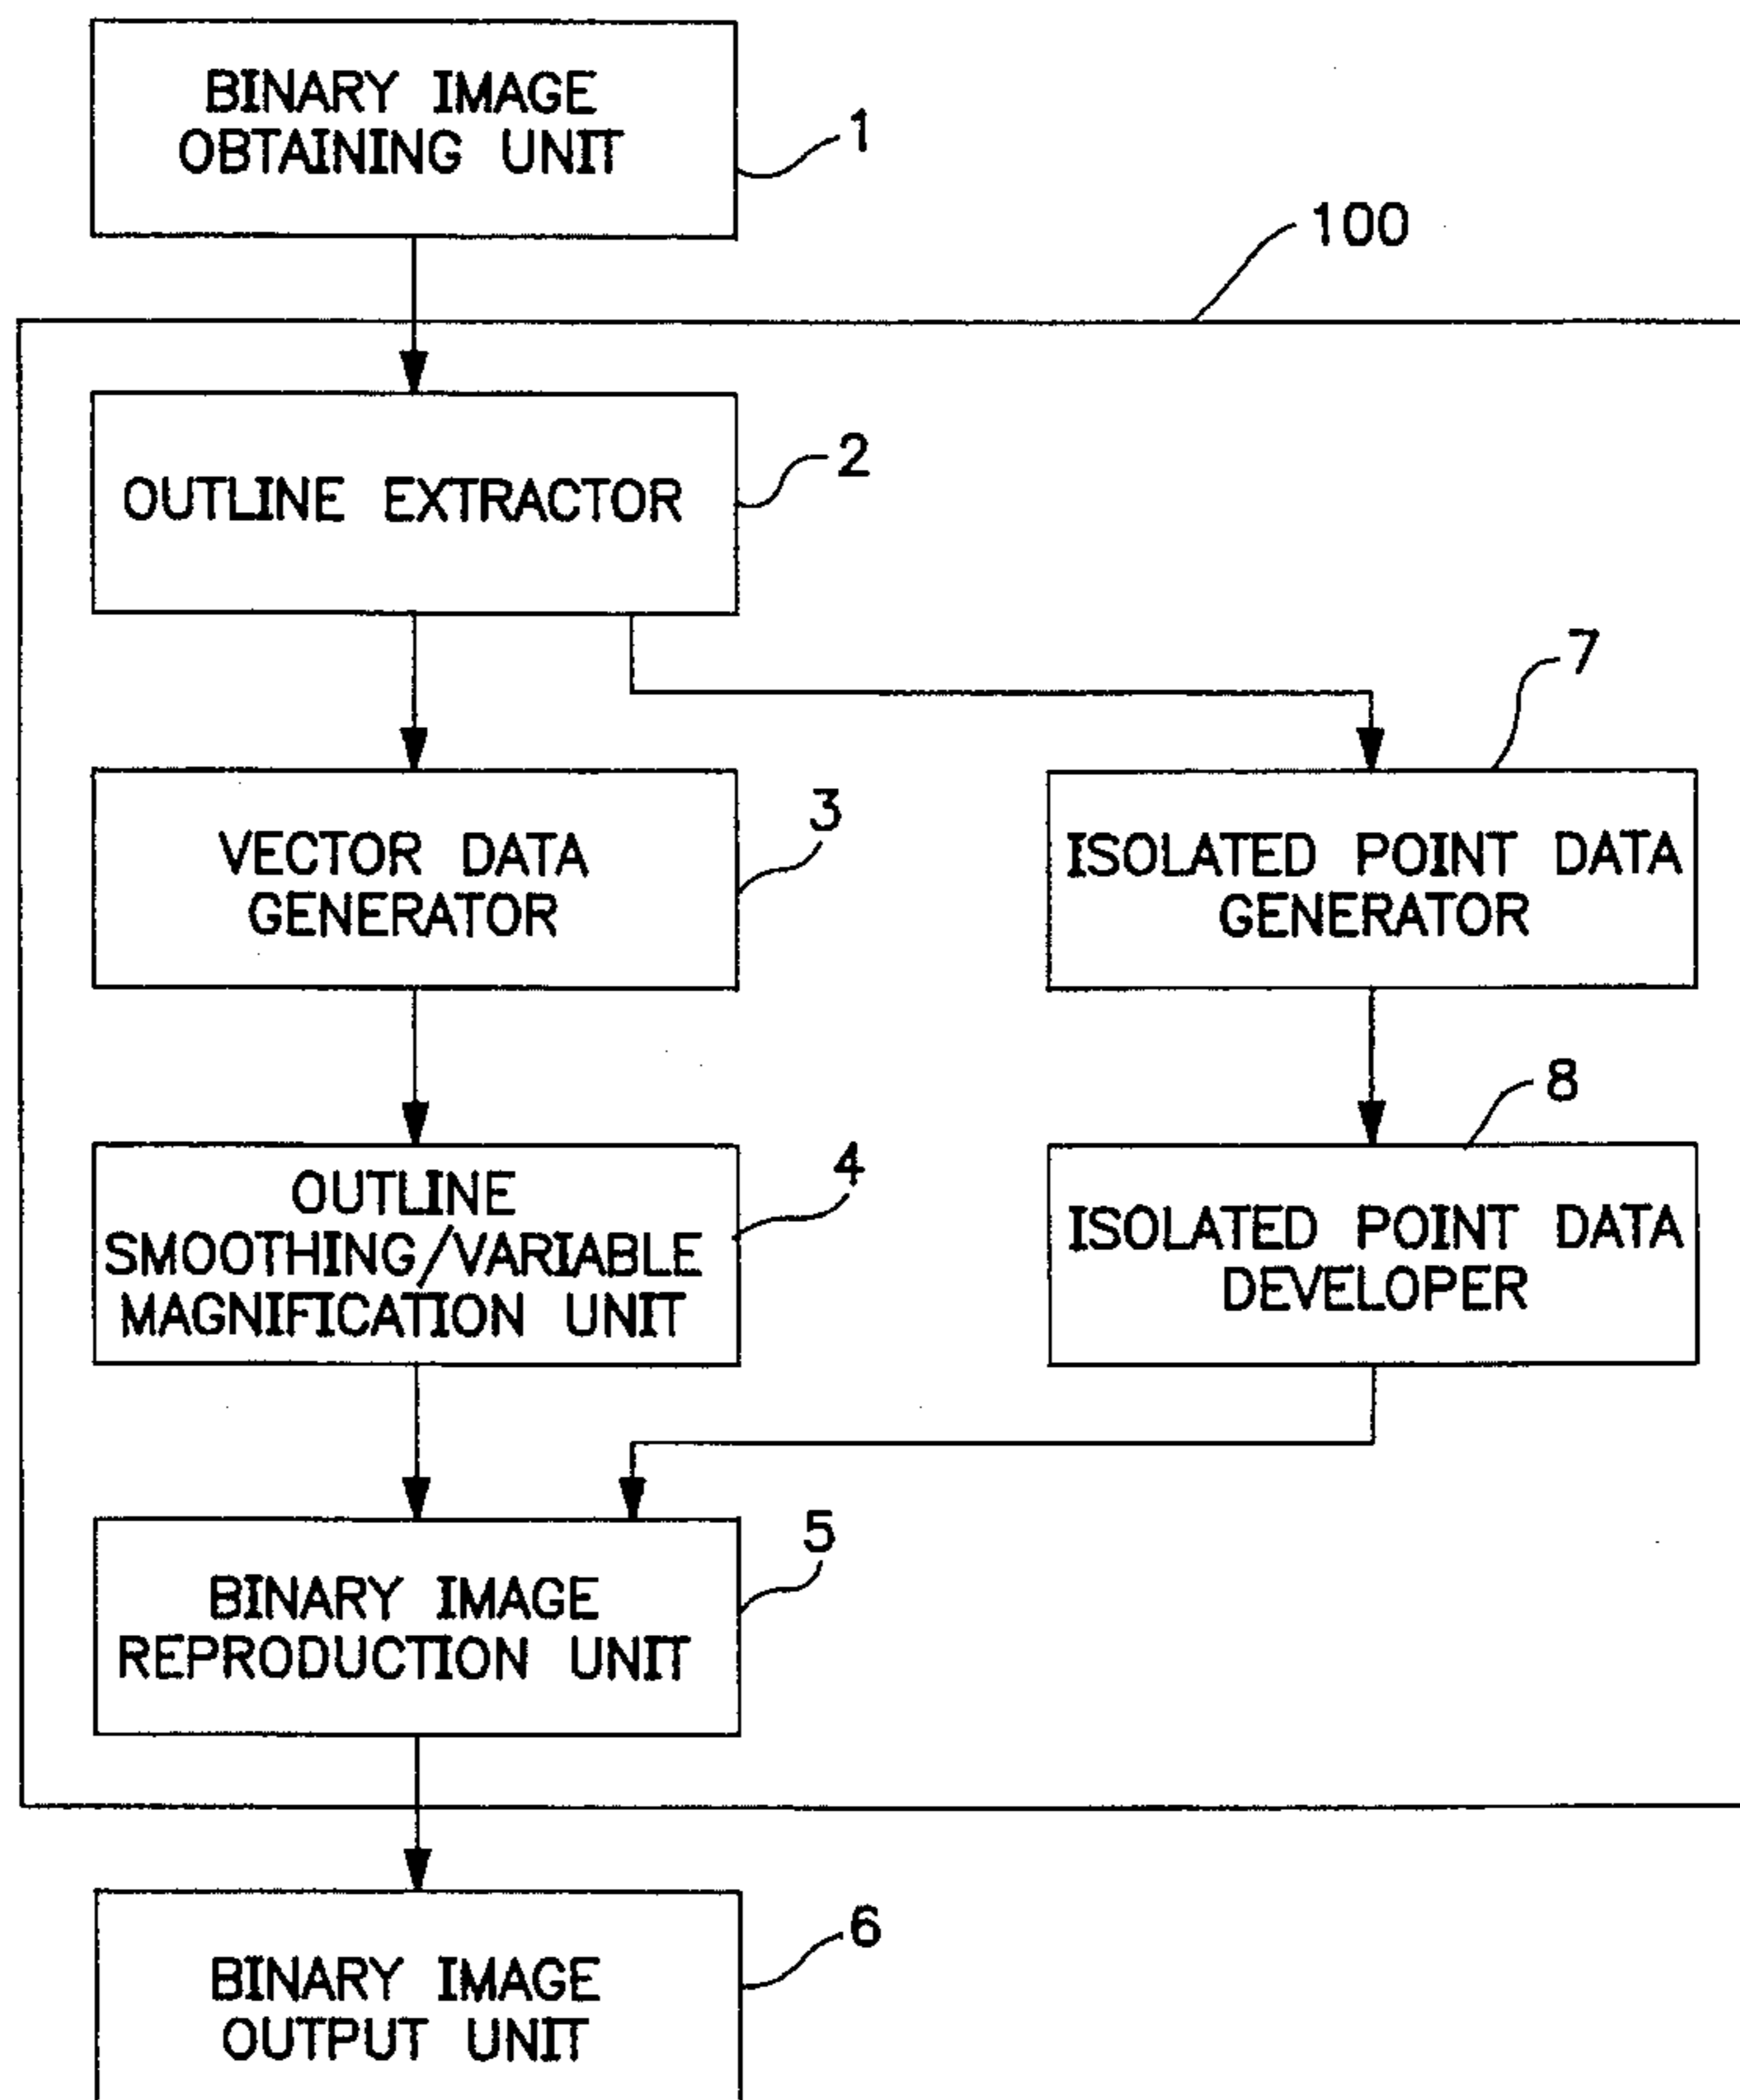 BINARY IMAGE
OBTAINING UNIT
1
100
OUTLINE EXTRACTOR
2
7
VECTOR DATA
GENERATOR
3
ISOLATED POINT DATA
GENERATOR
8
OUTLINE
SMOOTHING/VARIABLE
MAGNIFICATION UNIT
4
ISOLATED POINT DATA
DEVELOPER
5
BINARY IMAGE
REPRODUCTION UNIT
6
BINARY IMAGE
OUTPUT UNIT